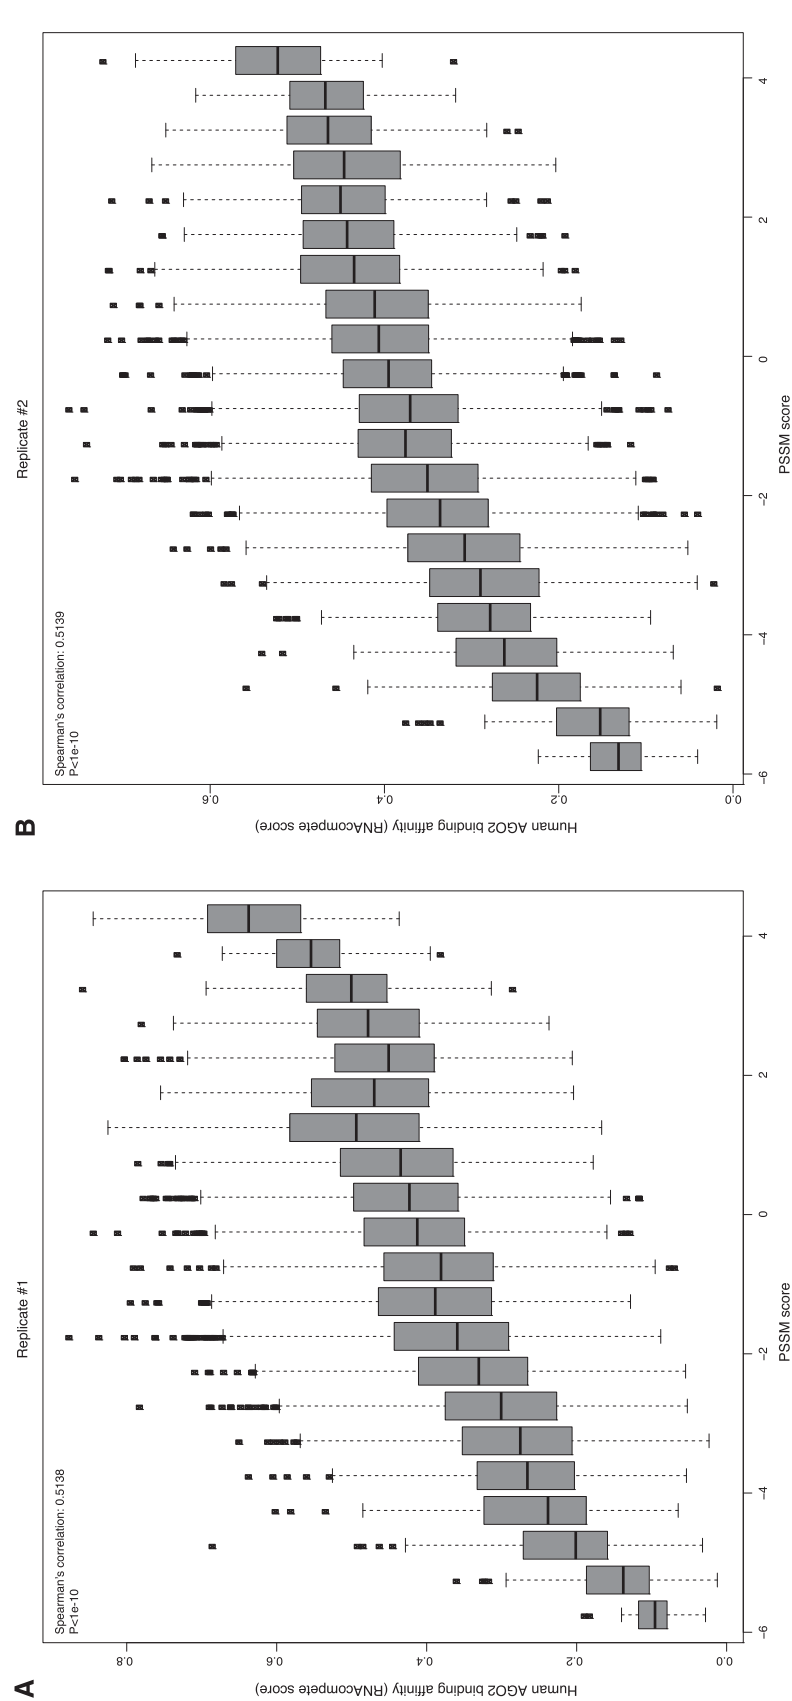 A
Replicate #1
Spearman's correlation: 0.5138
P<1e-10
Human AGO2 binding affinity (RNAcompete score)
0.0
0.2
0.4
0.6
0.8
−6
−4
−2
0
2
4
PSSM score
B
Replicate #2
Spearman's correlation: 0.5139
P<1e-10
Human AGO2 binding affinity (RNAcompete score)
0.0
0.2
0.4
0.6
−6
−4
−2
0
2
4
PSSM score